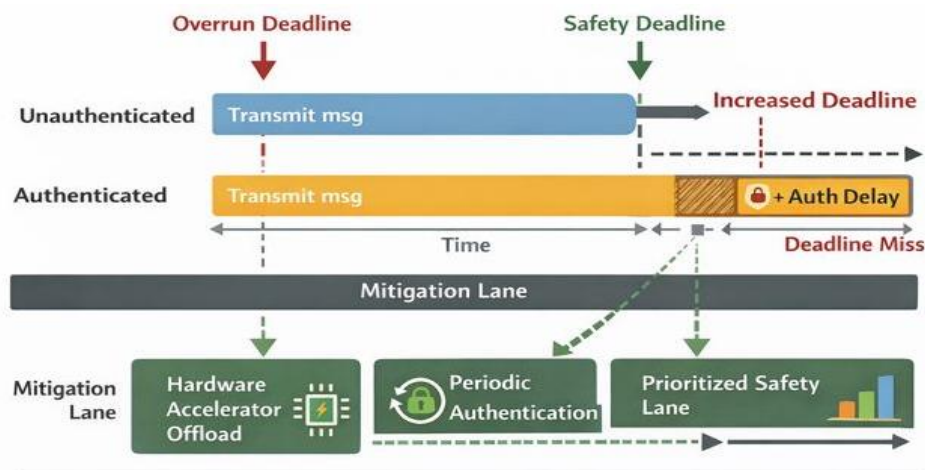 Overrun Deadline
Safety Deadline
Unauthenticated
Transmit msg
Increased Deadline
Authenticated
Transmit msg
+ Auth Delay
Time
Deadline Miss
Mitigation Lane
Mitigation
Lane
Hardware
Accelerator
Offload
Periodic
Authentication
Prioritized Safety
Lane